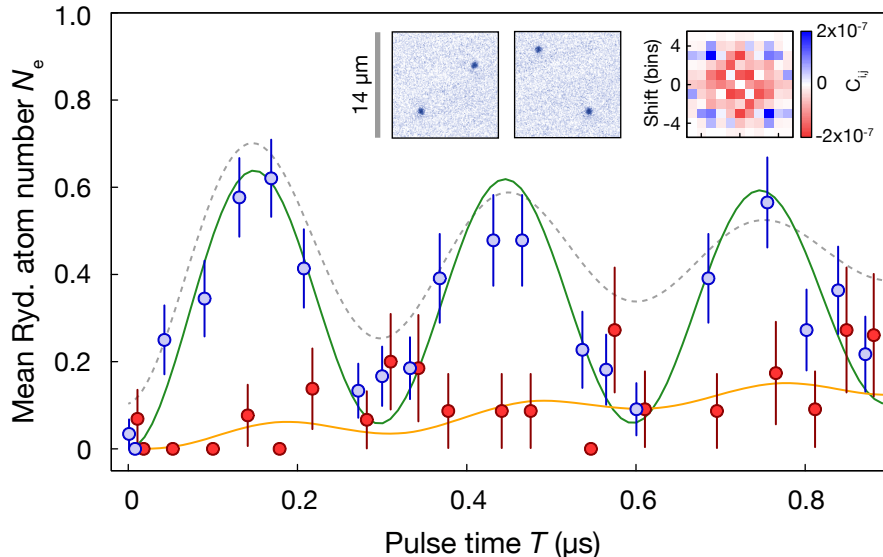 Mean Ryd. atom number Nₑ
1.0
0.8
0.6
0.4
0.2
0
0
0.2
0.4
0.6
0.8
Pulse time T (μs)
14 μm
Shift (bins)
4
0
-4
2x10⁻⁷
0
-2x10⁻⁷
Cᵢ,ⱼ